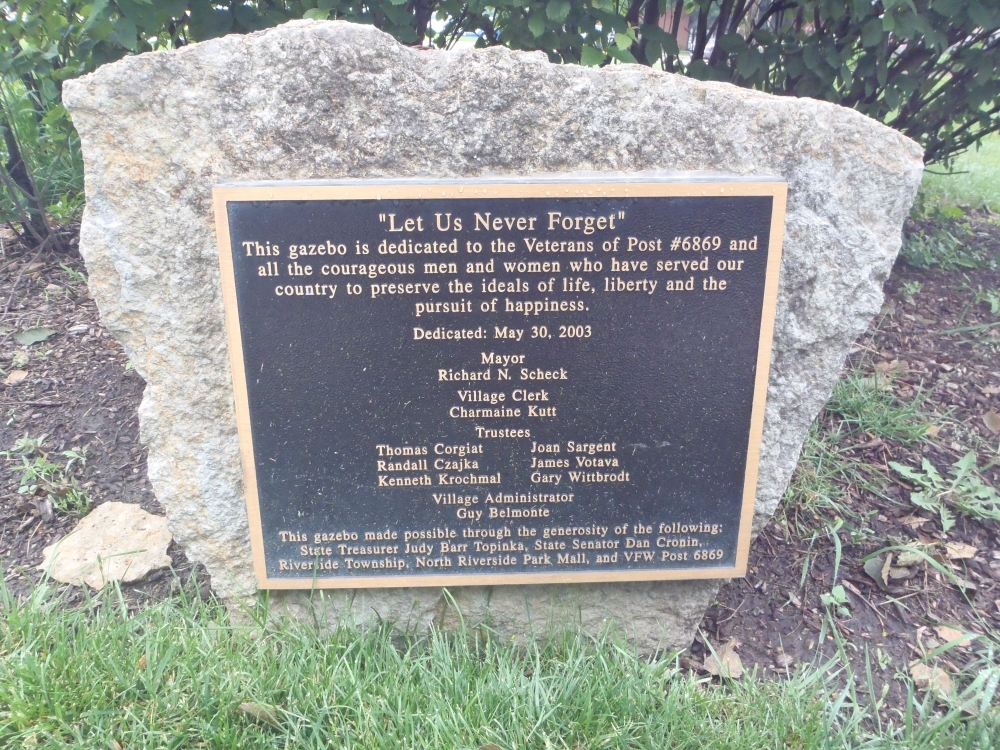 "Let Us Never Forget"
This gazebo is dedicated to the Veterans of Post #6869 and
all the courageous men and women who have served our
country to preserve the ideals of life, liberty and the
pursuit of happiness.
Dedicated: May 30, 2003
Mayor
Richard N. Scheck
Village Clerk
Charmaine Kutt
Trustees
Thomas Corgiat Joan Sargent
Randall Czajka James Votava
Kenneth Krochmal Gary Wittbrodt
Village Administrator
Guy Belmonte
This gazebo made possible through the generosity of the following:
State Treasurer Judy Barr Topinka, State Senator Dan Cronin,
Riverside Township, North Riverside Park Mall, and VFW Post 6869